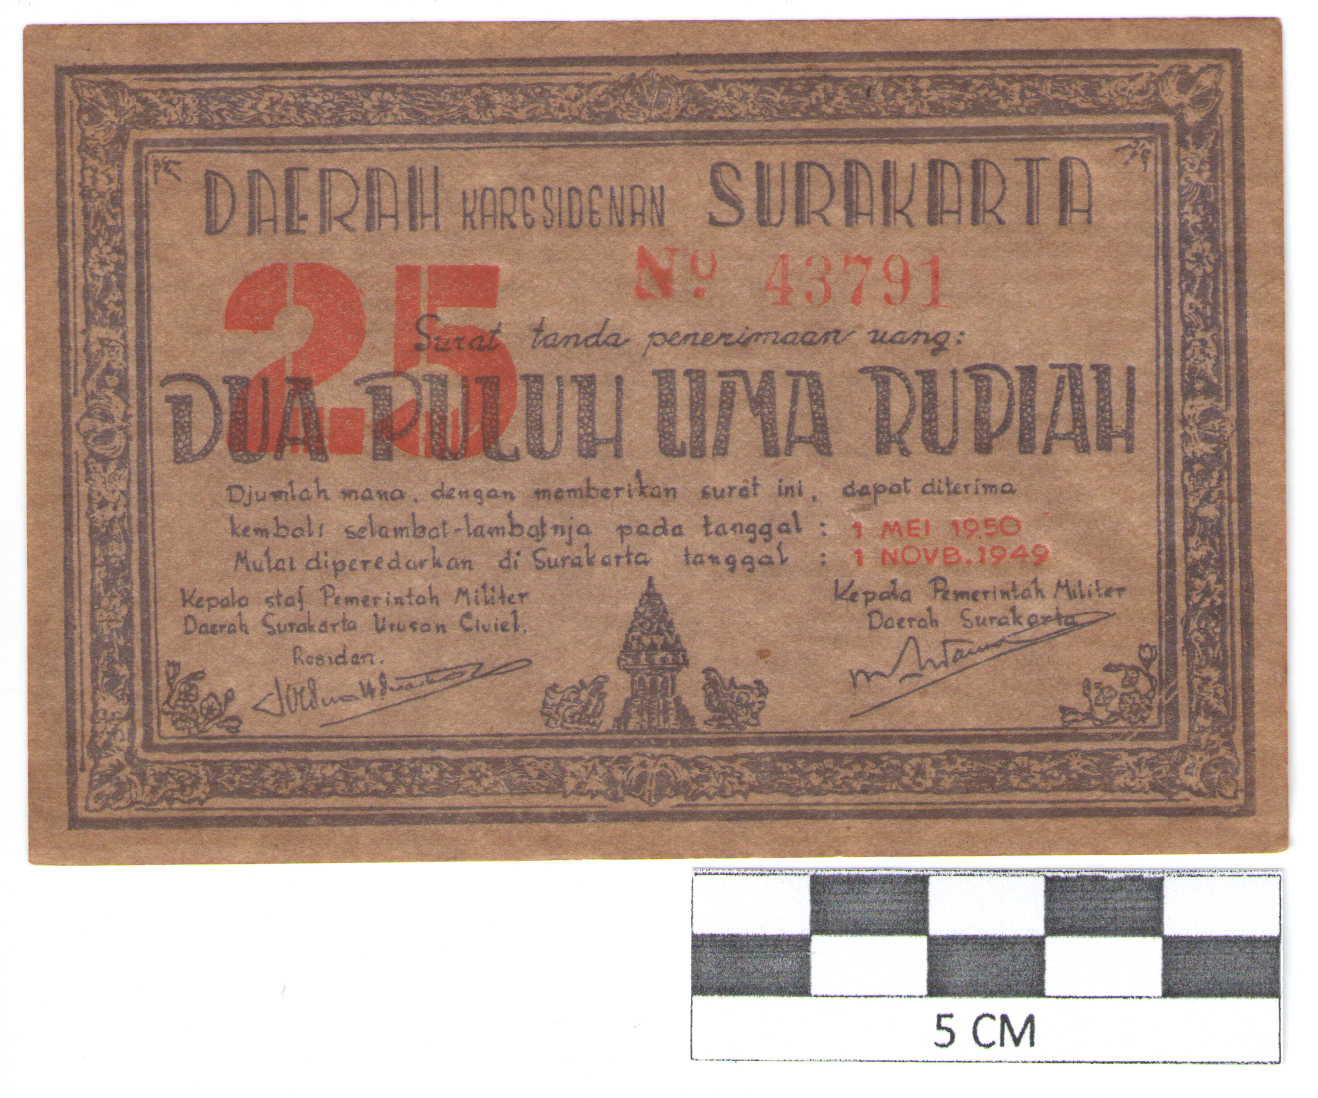 DAERAH KARESIDENAN SURAKARTA
25
No 43791
Surat tanda penerimaan uang:
DUA PULUH LIMA RUPIAH
Djumlah mana, dengan memberikan surat ini, dapat diterima
kembali selambat-lambatnja pada tanggal : 1 MEI 1950
Mulai diperedarkan di Surakarta tanggal : 1 NOVB.1949
Kepala staf Pemerintah Militer
Daerah Surakarta Urusan Civiel.
Residen.
Kepala Pemerintah Militer
Daerah Surakarta
5 CM